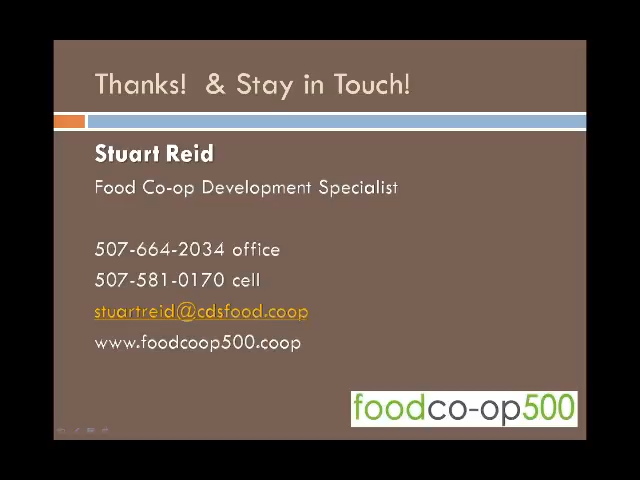 Thanks!  & Stay in Touch!
Stuart Reid
Food Co-op Development Specialist
507-664-2034 office
507-581-0170 cell
stuartreid@cdsfood.coop
www.foodcoop500.coop
foodco-op500